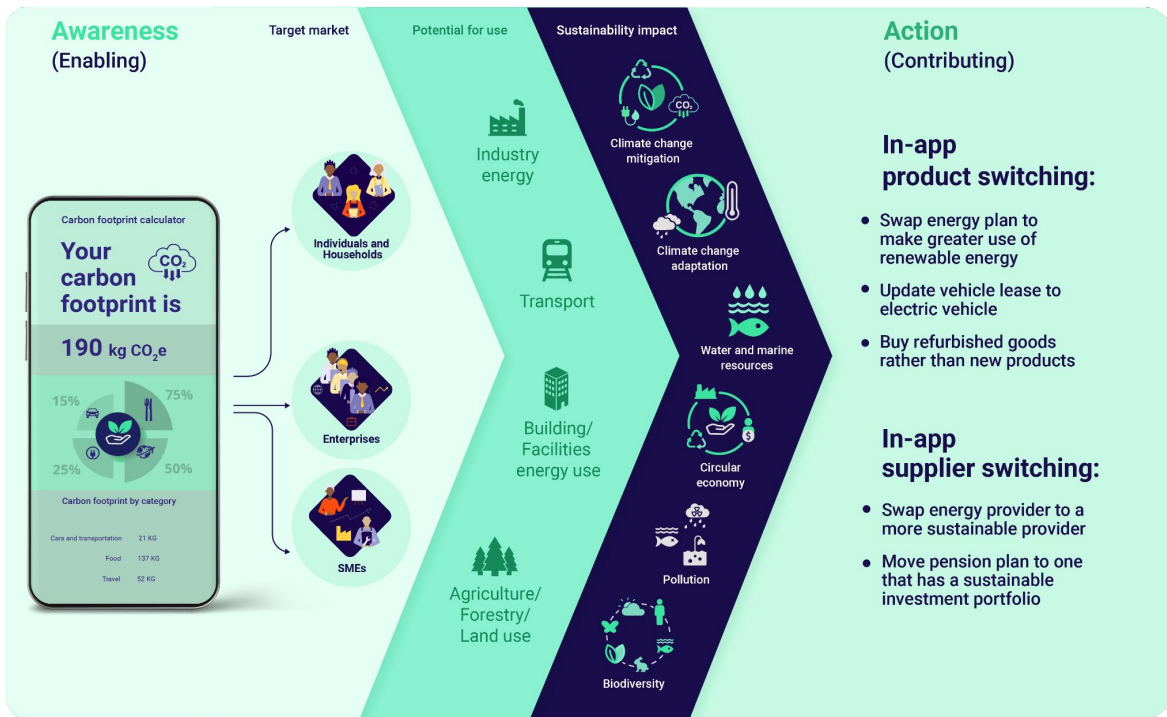 Awareness
(Enabling)
Target market
Potential for use
Sustainability impact
Action
(Contributing)
Carbon footprint calculator
Your
carbon
footprint is
CO₂
190 kg CO₂e
15%
75%
25%
50%
Carbon footprint by category
Cars and transportation 21 KG
Food 137 KG
Travel 52 KG
Individuals and
Households
Enterprises
SMEs
Industry
energy
Transport
Building/
Facilities
energy use
Agriculture/
Forestry/
Land use
CO₂
Climate change
mitigation
Climate change
adaptation
Water and marine
resources
$
Circular
economy
Pollution
Biodiversity
In-app
product switching:
• Swap energy plan to
make greater use of
renewable energy
• Update vehicle lease to
electric vehicle
• Buy refurbished goods
rather than new products
In-app
supplier switching:
• Swap energy provider to a
more sustainable provider
• Move pension plan to one
that has a sustainable
investment portfolio